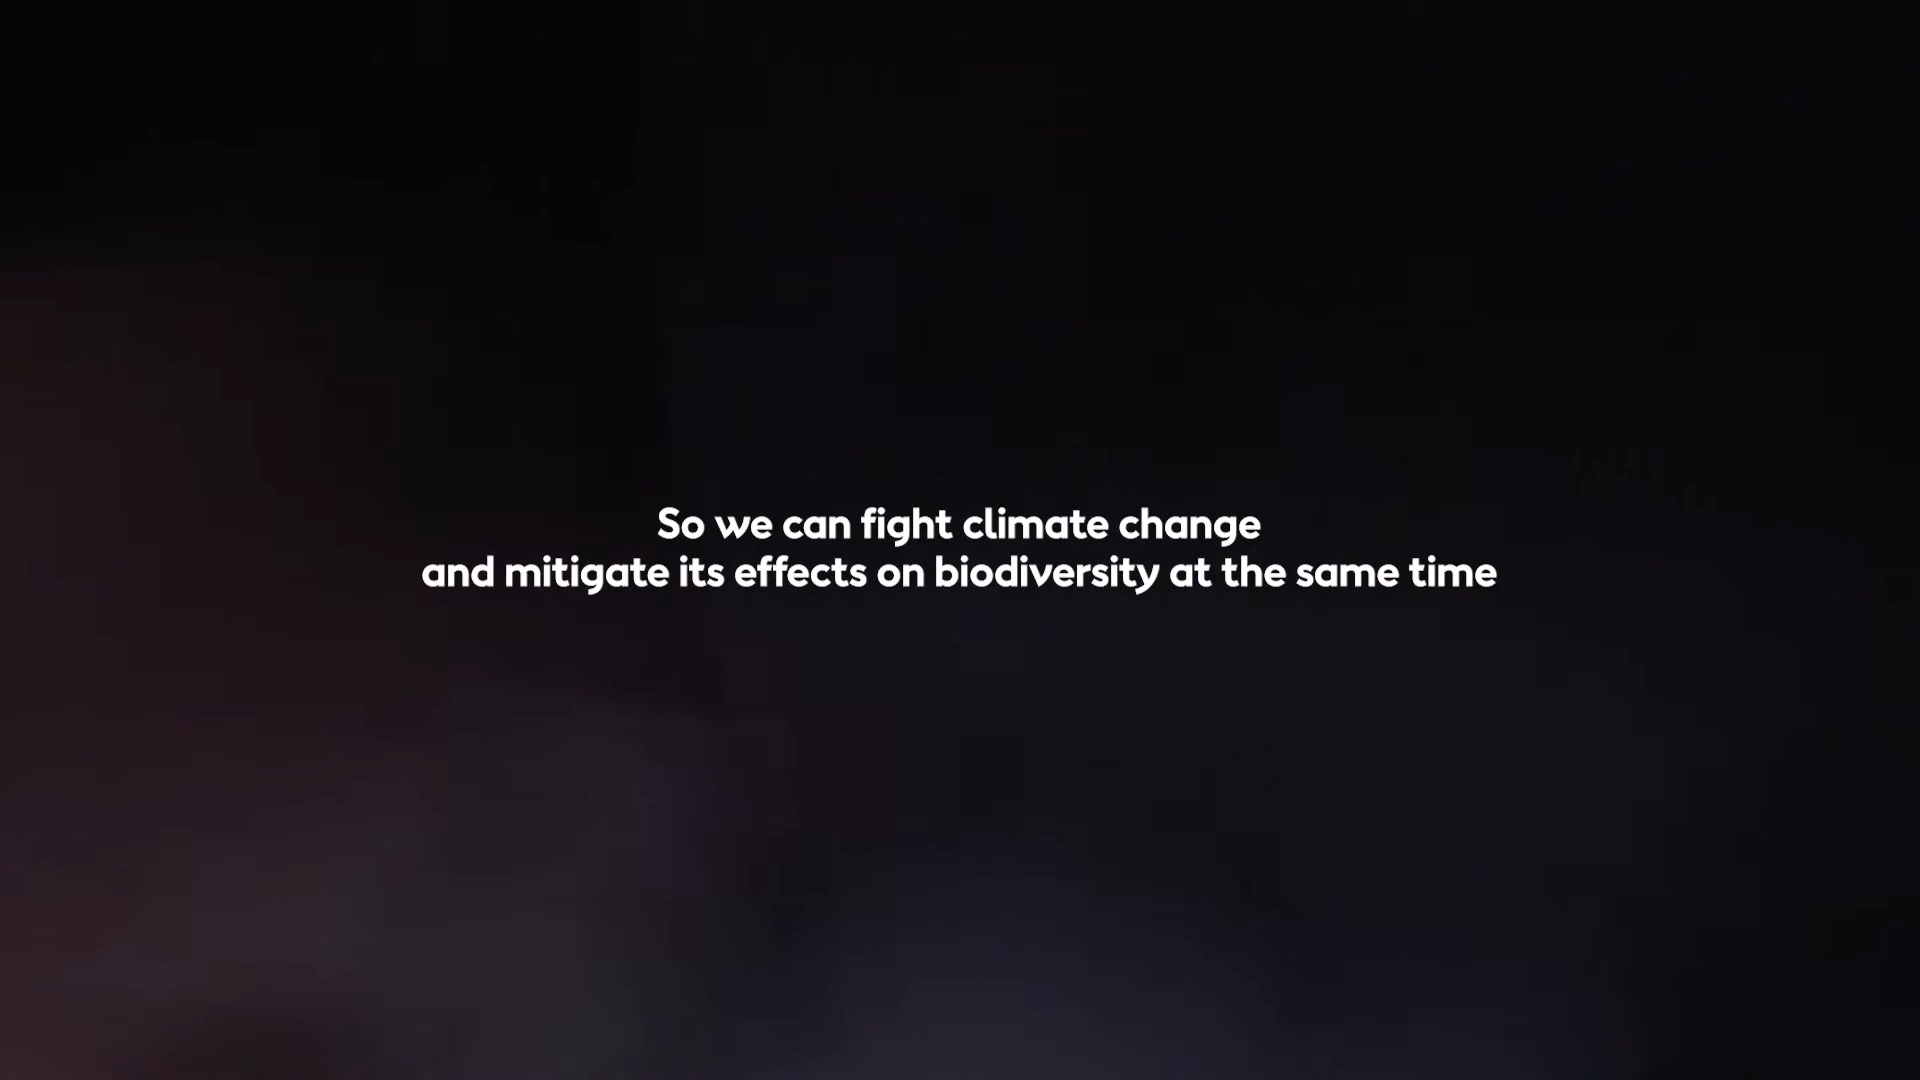 So we can fight climate change
and mitigate its effects on biodiversity at the same time